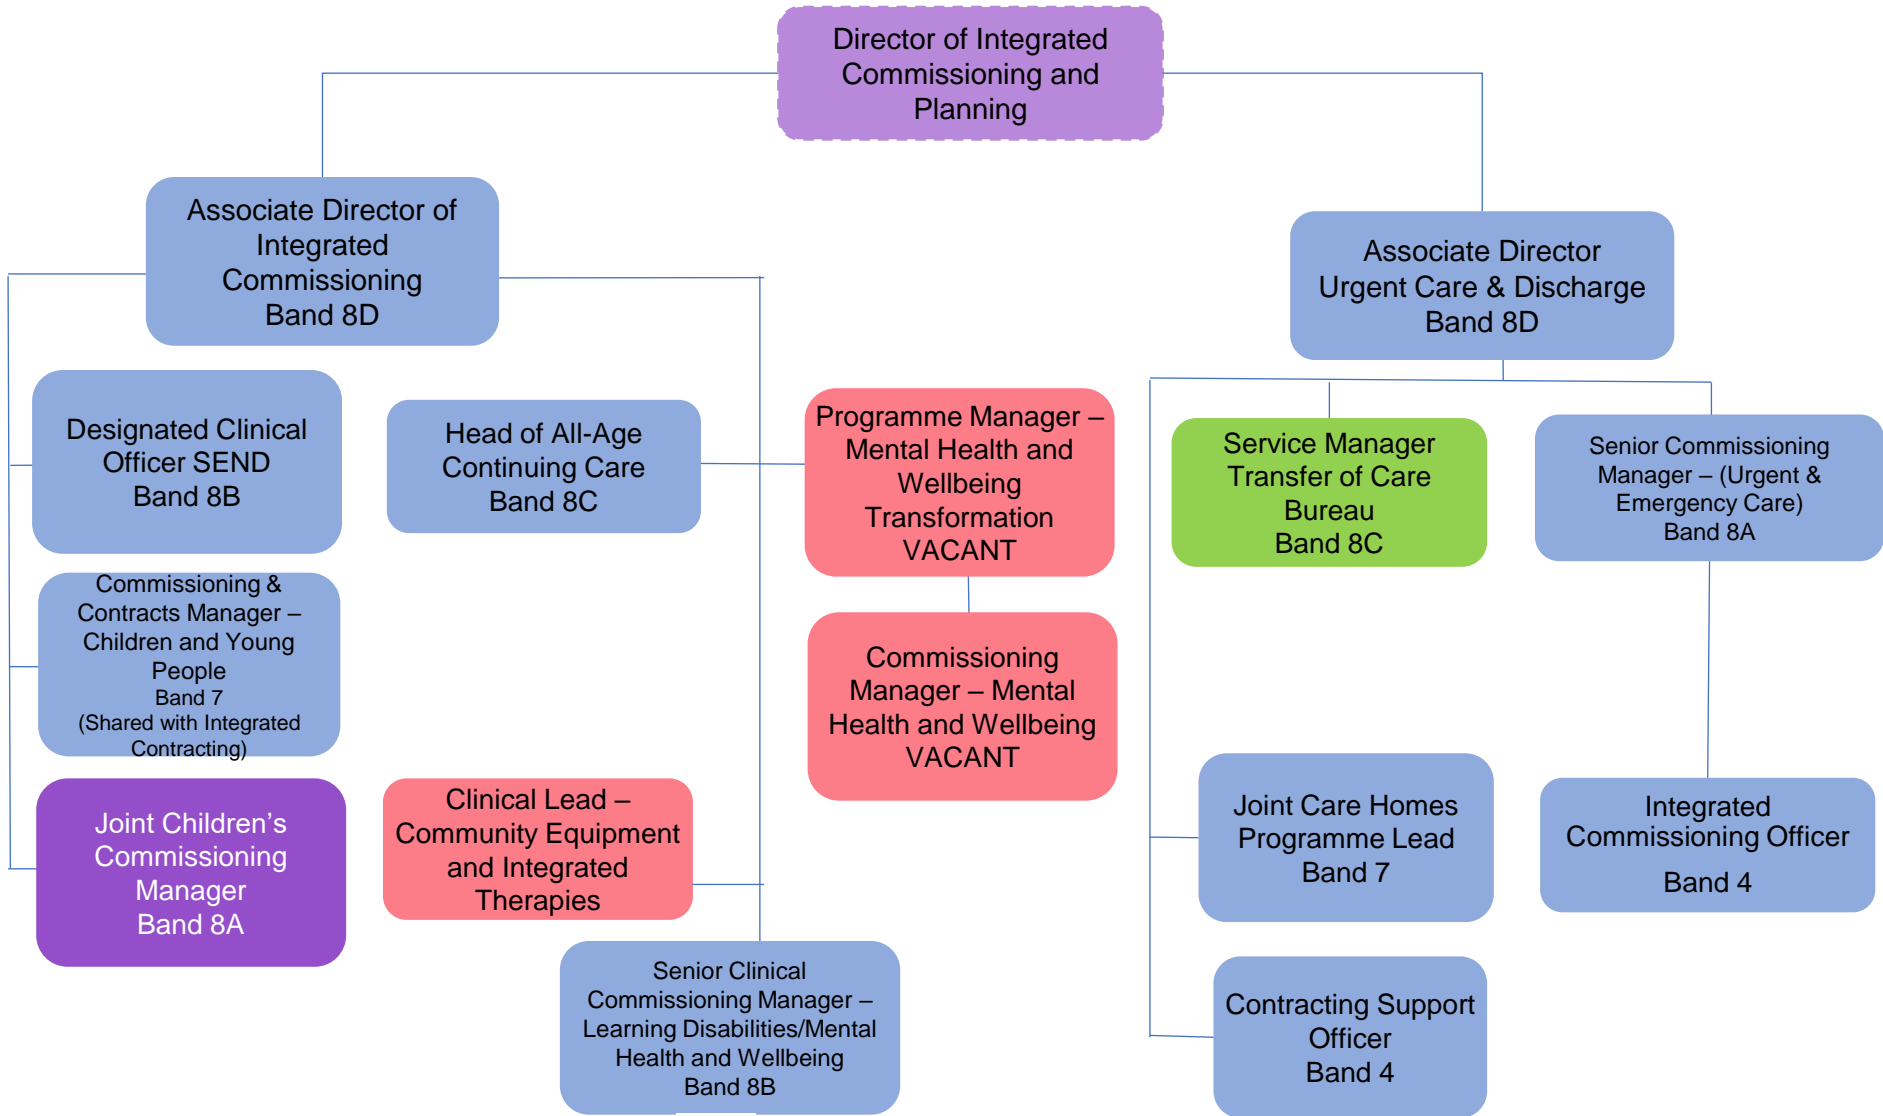 Director of Integrated
Commissioning and
Planning
Associate Director of
Integrated
Commissioning
Band 8D
Associate Director
Urgent Care & Discharge
Band 8D
Designated Clinical
Officer SEND
Band 8B
Head of All-Age
Continuing Care
Band 8C
Programme Manager –
Mental Health and
Wellbeing
Transformation
VACANT
Service Manager
Transfer of Care
Bureau
Band 8C
Senior Commissioning
Manager – (Urgent &
Emergency Care)
Band 8A
Commissioning &
Contracts Manager –
Children and Young
People
Band 7
(Shared with Integrated
Contracting)
Commissioning
Manager – Mental
Health and Wellbeing
VACANT
Joint Children’s
Commissioning
Manager
Band 8A
Clinical Lead –
Community Equipment
and Integrated
Therapies
Joint Care Homes
Programme Lead
Band 7
Integrated
Commissioning Officer
Band 4
Senior Clinical
Commissioning Manager –
Learning Disabilities/Mental
Health and Wellbeing
Band 8B
Contracting Support
Officer
Band 4